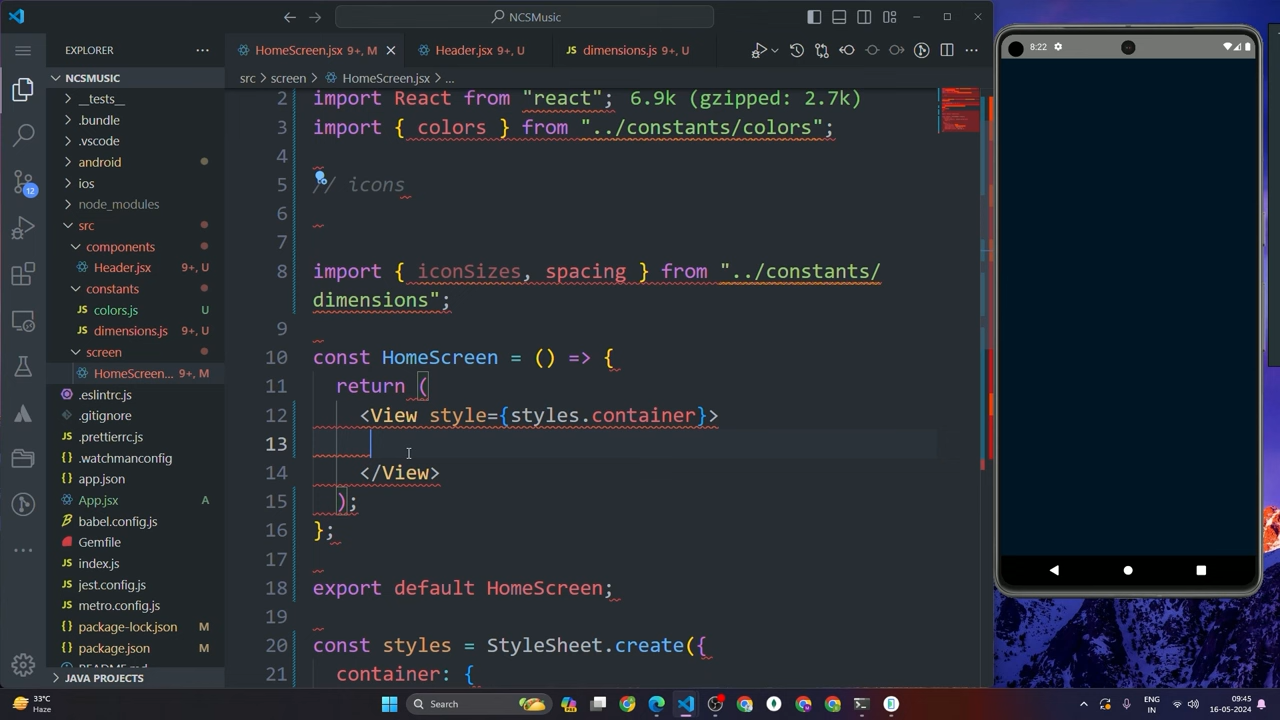 NCSMusic
EXPLORER
HomeScreen.jsx 9+, M
Header.jsx 9+, U
dimensions.js 9+, U
NCSMUSIC
src > screen > HomeScreen.jsx > ...
__tests__
.bundle
.vscode
android
ios
node_modules
src
components
Header.jsx 9+, U
constants
colors.js U
dimensions.js 9+, U
screen
HomeScreen... 9+, M
.eslintrc.js
.gitignore
.prettierrc.js
.watchmanconfig
app.json
App.jsx A
babel.config.js
Gemfile
index.js
jest.config.js
metro.config.js
package-lock.json M
package.json M
README.md
JAVA PROJECTS
12
2 import React from "react"; 6.9k (gzipped: 2.7k)
3 import { colors } from "../constants/colors";
4
5 // icons
6
7
8 import { iconSizes, spacing } from "../constants/
dimensions";
9
10 const HomeScreen = () => {
11 return (
12 <View style={styles.container}>
13
14 </View>
15 );
16 };
17
18 export default HomeScreen;
19
20 const styles = StyleSheet.create({
21 container: {
8:22
33°C
Haze
Search
ENG
IN
09:45
16-05-2024